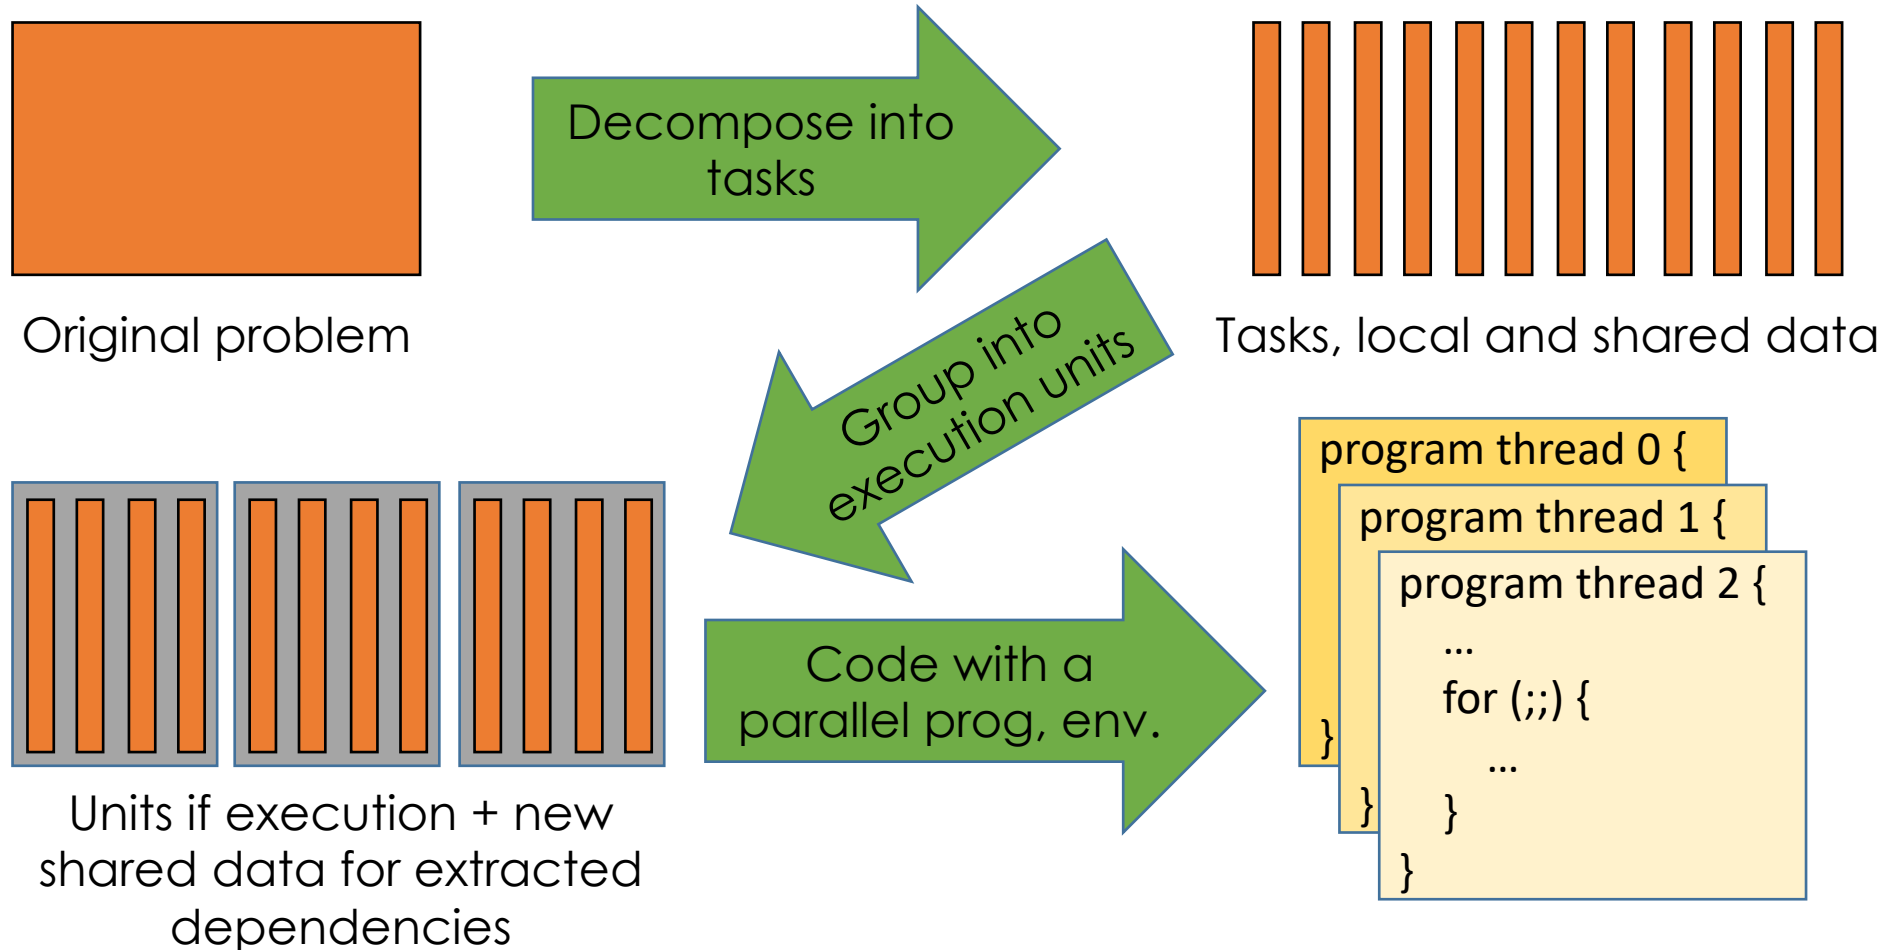 Decompose into
tasks
Original problem
Tasks, local and shared data
Group into
execution units
Units if execution + new
shared data for extracted
dependencies
Code with a
parallel prog, env.
program thread 0 {
}
program thread 1 {
}
program thread 2 {
…
for (;;) {
…
}
}